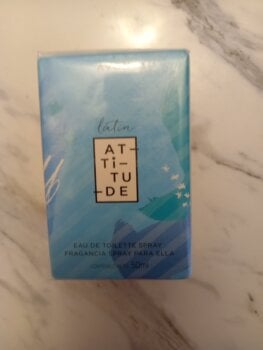 latin
AT-
TI-
TU
-DE
EAU DE TOILETTE SPRAY
FRAGANCIA SPRAY PARA ELLA
50ml